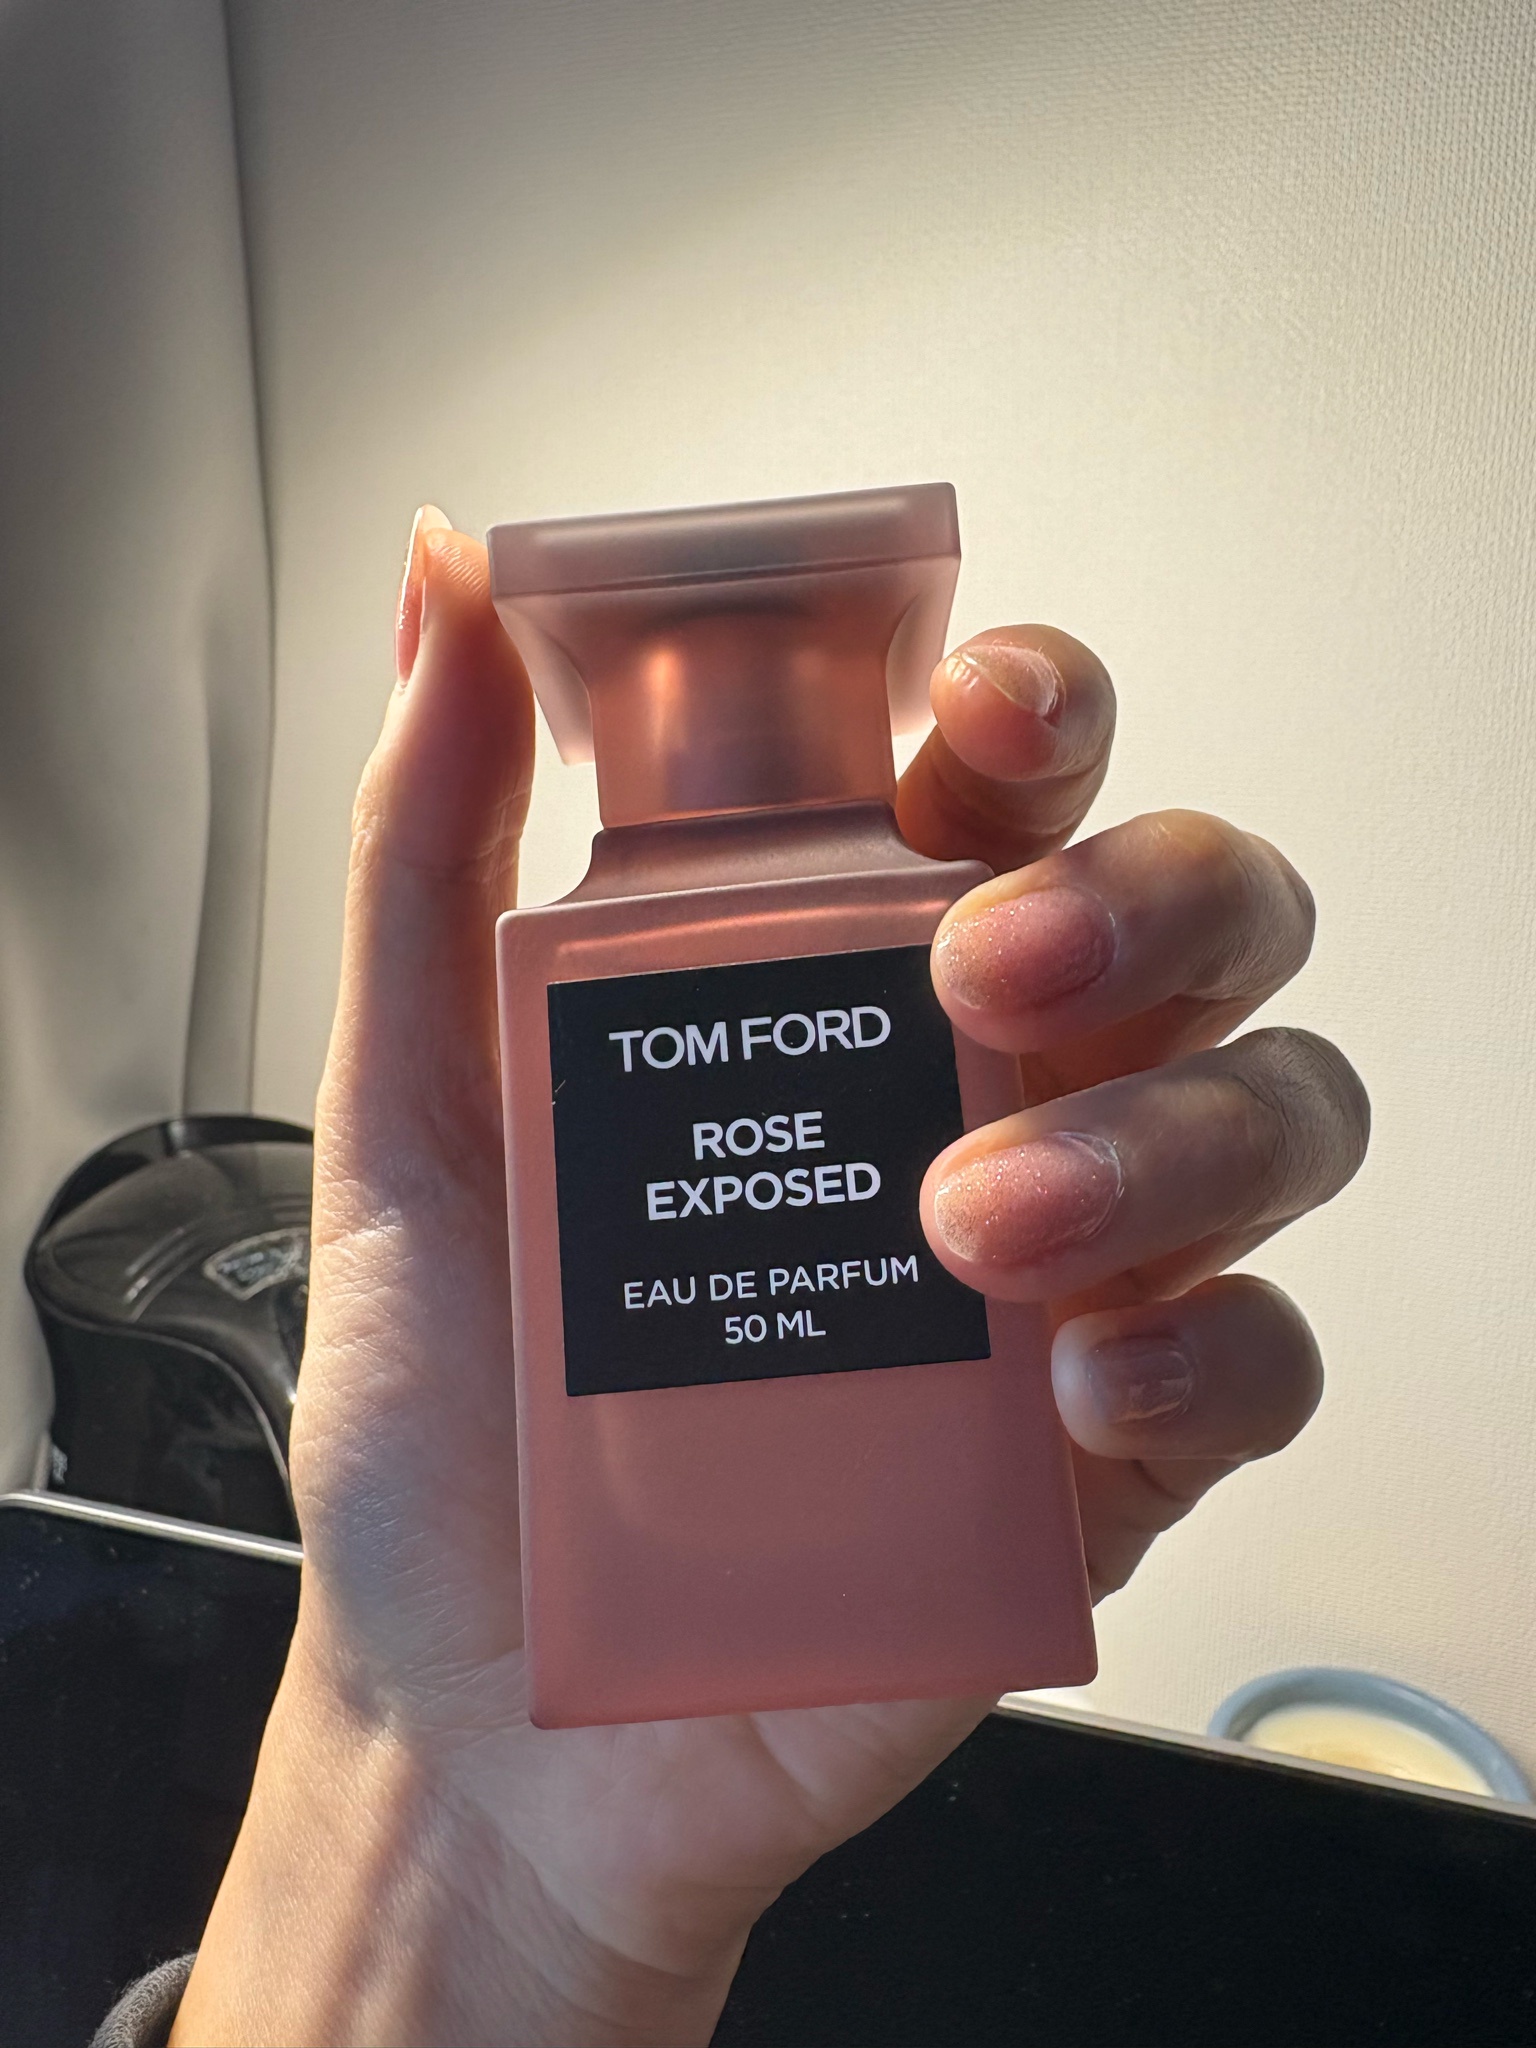 TOM FORD
ROSE
EXPOSED
EAU DE PARFUM
50 ML